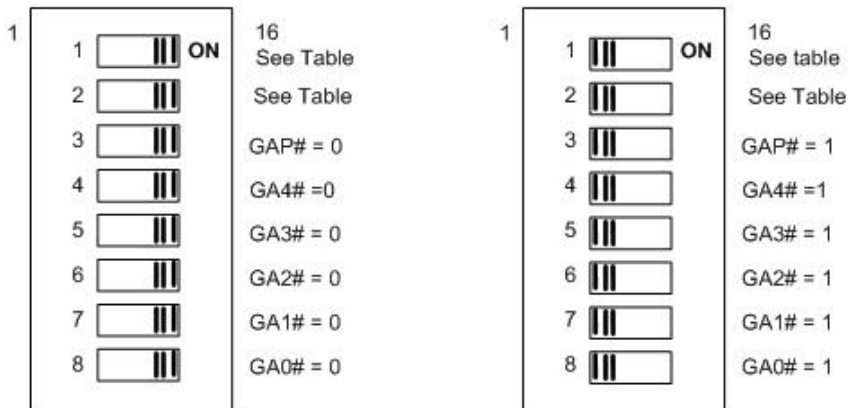 1
16
1 ON See Table
2 See Table
3 GAP# = 0
4 GA4# =0
5 GA3# = 0
6 GA2# = 0
7 GA1# = 0
8 GA0# = 0
1
16
1 ON See table
2 See Table
3 GAP# = 1
4 GA4# =1
5 GA3# = 1
6 GA2# = 1
7 GA1# = 1
8 GA0# = 1